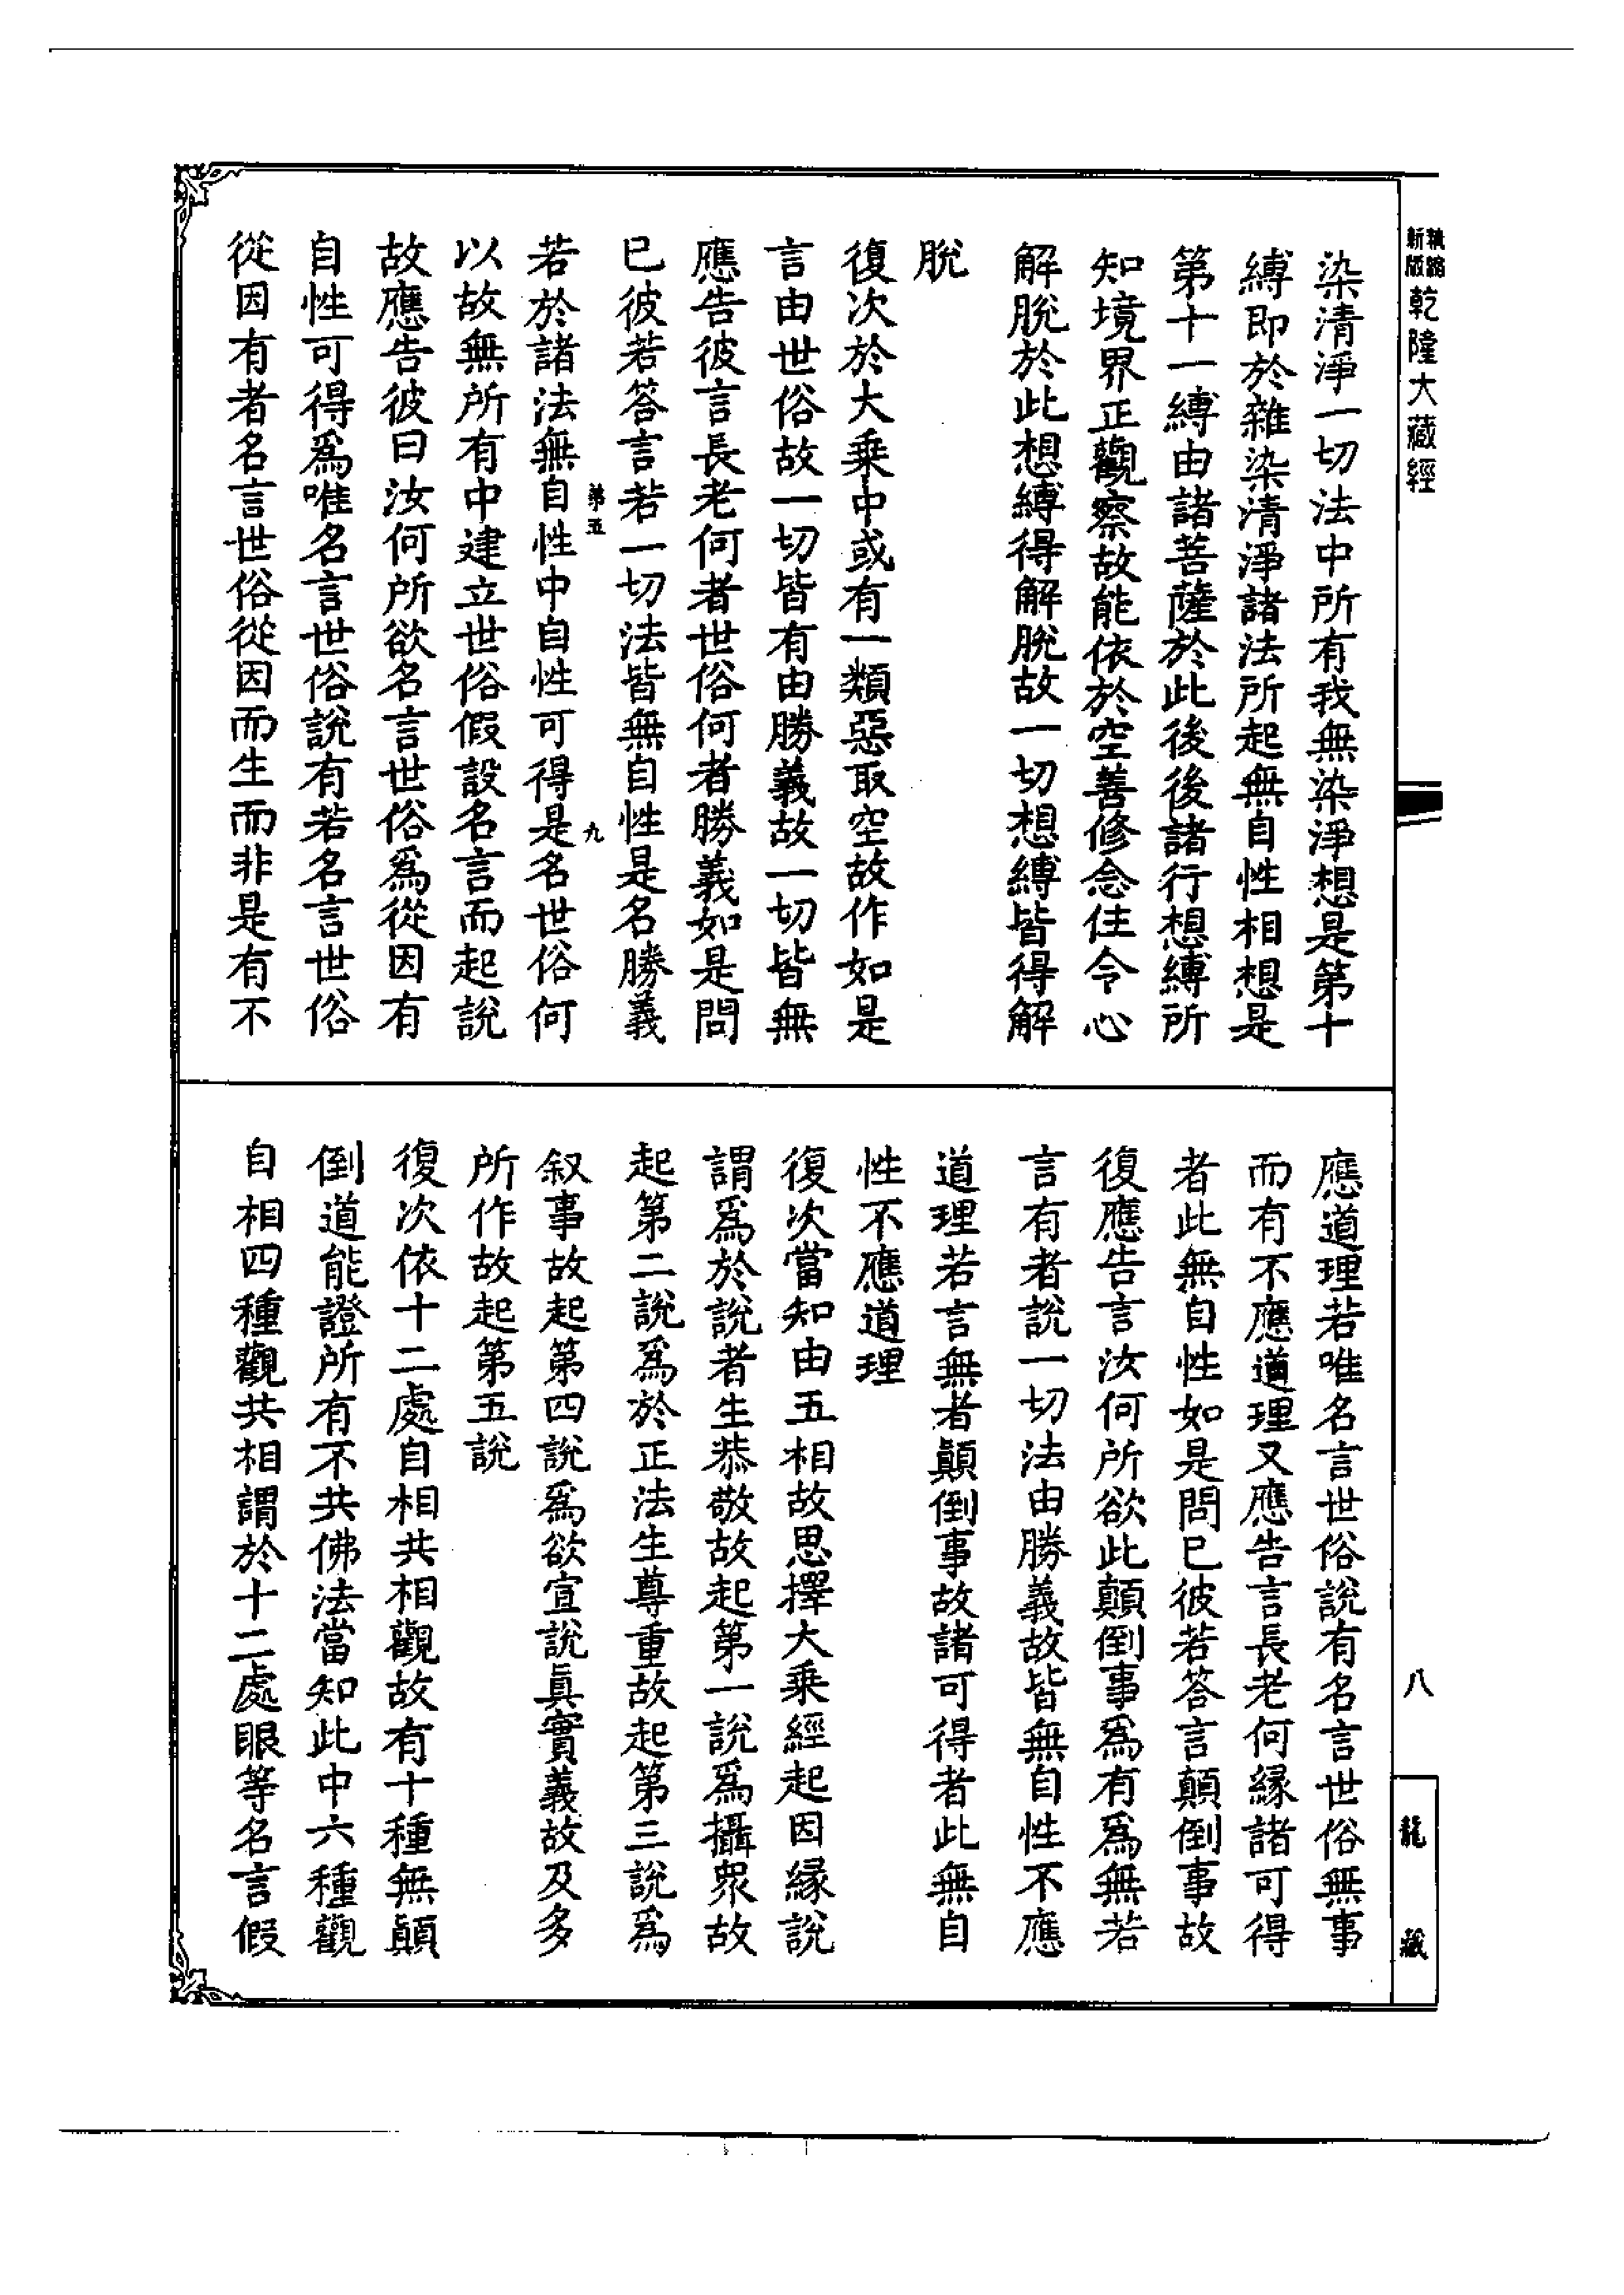 新版
乾隆大藏經
八
龍藏
染清淨一切法中所有我無染淨想是第十
縛即於雜染清淨諸法所起無自性相想是
第十一縛由諸菩薩於此後後諸行想縛所
知境界正觀察故能依於空善修念住令心
解脫於此想縛得解脫故一切想縛皆得解
脫
復次於大乗中或有一類惡取空故作如是
言由世俗故一切皆有由勝義故一切皆無
應告彼言長老何者世俗何者勝義如是問
已彼若答言若一切法皆無自性是名勝義
第五
九
若於諸法無自性中自性可得是名世俗何
以故無所有中建立世俗假設名言而起說
故應告彼曰汝何所欲名言世俗爲從因有
自性可得爲唯名言世俗說有若名言世俗
從因有者名言世俗從因而生而非是有不
應道理若唯名言世俗說有名言世俗無事
而有不應道理又應告言長老何緣諸可得
者此無自性如是問已彼若答言顛倒事故
復應告言汝何所欲此顛倒事爲有爲無若
言有者說一切法由勝義故皆無自性不應
道理若言無者顛倒事故諸可得者此無自
性不應道理
復次當知由五相故思擇大乗經起因緣說
謂爲於說者生恭敬故起第一說爲攝衆故
起第二說爲於正法生尊重故起第三說爲
叙事故起第四說爲欲宣說眞實義故及多
所作故起第五說
復次依十二處自相共相觀故有十種無顛
倒道能證所有不共佛法當知此中六種觀
自相四種觀共相謂於十二處眼等名言假